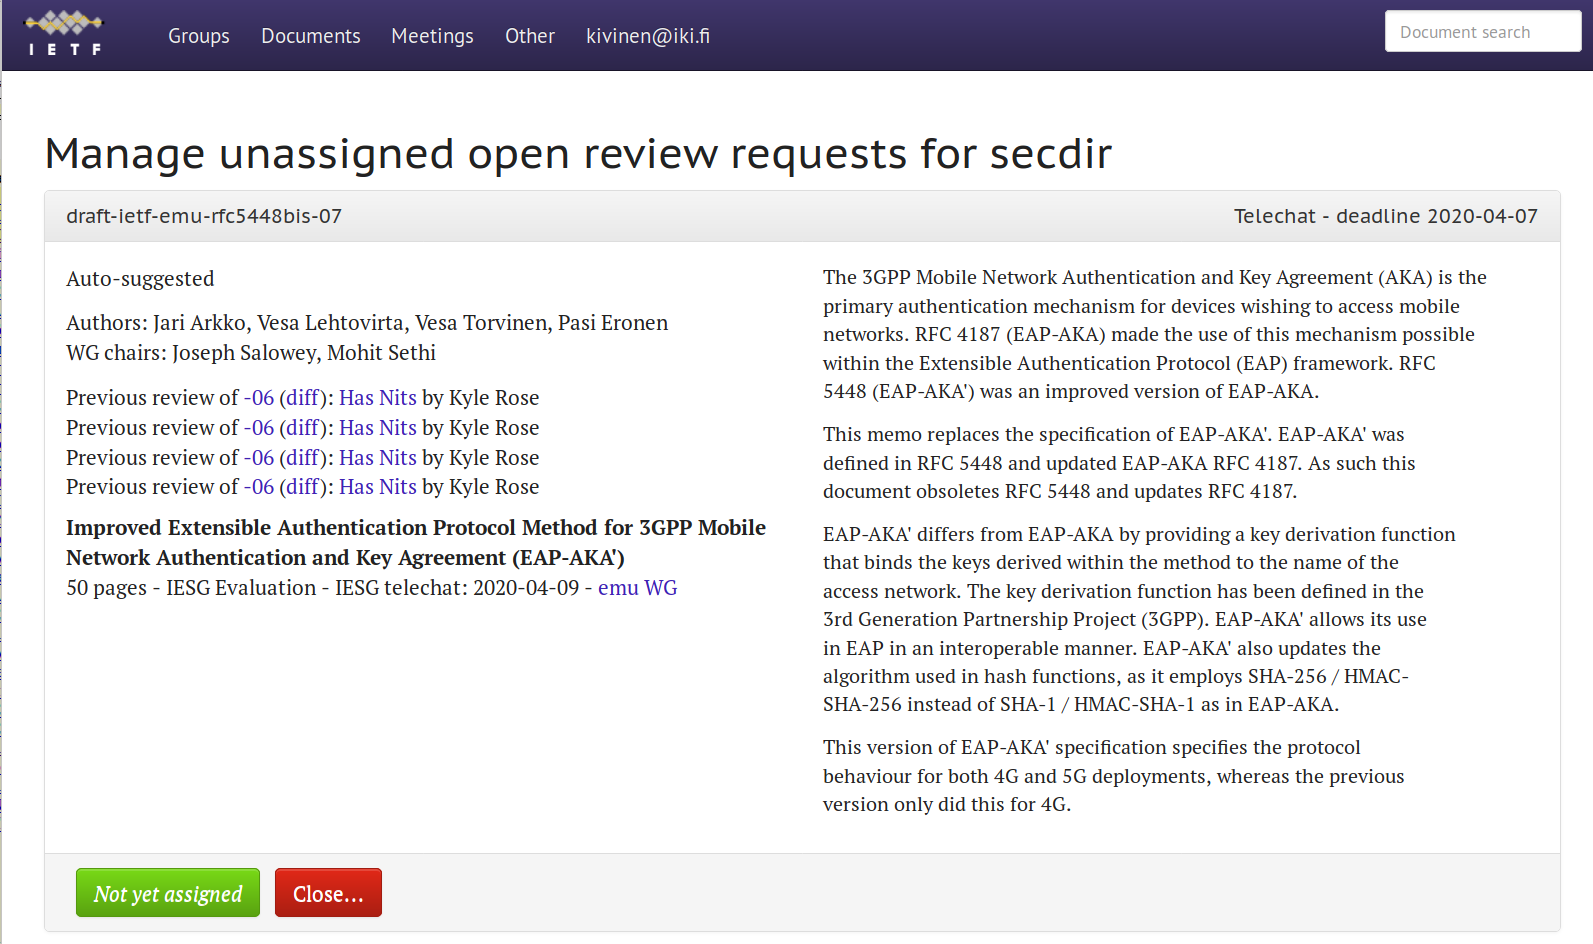 IETF
Groups Documents Meetings Other kivinen@iki.fi Document search
Manage unassigned open review requests for secdir
draft-ietf-emu-rfc5448bis-07 Telechat - deadline 2020-04-07
Auto-suggested
Authors: Jari Arkko, Vesa Lehtovirta, Vesa Torvinen, Pasi Eronen
WG chairs: Joseph Salowey, Mohit Sethi
Previous review of -06 (diff): Has Nits by Kyle Rose
Previous review of -06 (diff): Has Nits by Kyle Rose
Previous review of -06 (diff): Has Nits by Kyle Rose
Previous review of -06 (diff): Has Nits by Kyle Rose
Improved Extensible Authentication Protocol Method for 3GPP Mobile
Network Authentication and Key Agreement (EAP-AKA')
50 pages - IESG Evaluation - IESG telechat: 2020-04-09 - emu WG
The 3GPP Mobile Network Authentication and Key Agreement (AKA) is the
primary authentication mechanism for devices wishing to access mobile
networks. RFC 4187 (EAP-AKA) made the use of this mechanism possible
within the Extensible Authentication Protocol (EAP) framework. RFC
5448 (EAP-AKA') was an improved version of EAP-AKA.
This memo replaces the specification of EAP-AKA'. EAP-AKA' was
defined in RFC 5448 and updated EAP-AKA RFC 4187. As such this
document obsoletes RFC 5448 and updates RFC 4187.
EAP-AKA' differs from EAP-AKA by providing a key derivation function
that binds the keys derived within the method to the name of the
access network. The key derivation function has been defined in the
3rd Generation Partnership Project (3GPP). EAP-AKA' allows its use
in EAP in an interoperable manner. EAP-AKA' also updates the
algorithm used in hash functions, as it employs SHA-256 / HMAC-
SHA-256 instead of SHA-1 / HMAC-SHA-1 as in EAP-AKA.
This version of EAP-AKA' specification specifies the protocol
behaviour for both 4G and 5G deployments, whereas the previous
version only did this for 4G.
Not yet assigned Close...